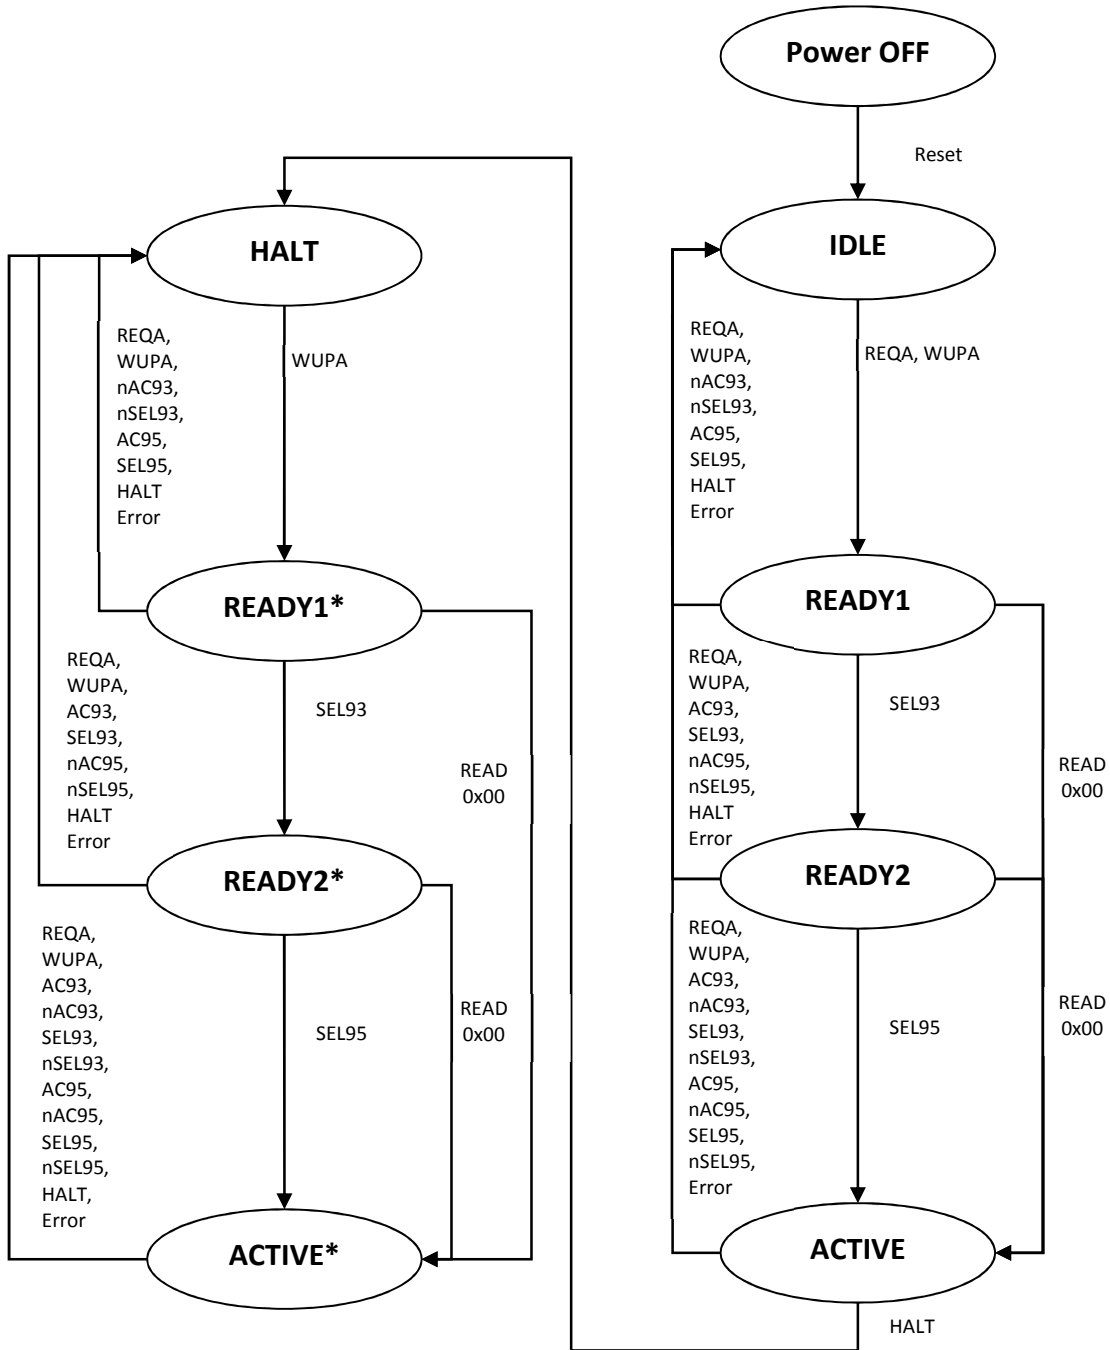 Power OFF
Reset
HALT
IDLE
REQA,
WUPA,
nAC93,
nSEL93,
AC95,
SEL95,
HALT
Error
WUPA
REQA,
WUPA,
nAC93,
nSEL93,
AC95,
SEL95,
HALT
Error
REQA, WUPA
READY1*
READY1
REQA,
WUPA,
AC93,
SEL93,
nAC95,
nSEL95,
HALT
Error
SEL93
READ
0x00
REQA,
WUPA,
AC93,
SEL93,
nAC95,
nSEL95,
HALT
Error
SEL93
READ
0x00
READY2*
READY2
REQA,
WUPA,
AC93,
nAC93,
SEL93,
nSEL93,
AC95,
nAC95,
SEL95,
nSEL95,
HALT,
Error
SEL95
READ
0x00
REQA,
WUPA,
AC93,
nAC93,
SEL93,
nSEL93,
AC95,
nAC95,
SEL95,
nSEL95,
Error
SEL95
READ
0x00
ACTIVE*
ACTIVE
HALT